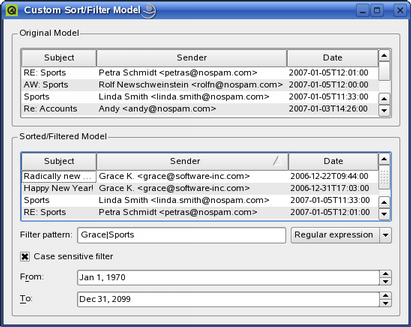 Custom Sort/Filter Model
Original Model
Subject Sender Date
RE: Sports Petra Schmidt <petras@nospam.com> 2007-01-05T12:01:00
AW: Sports Rolf Newschweinstein <rolfn@nospam.com> 2007-01-05T12:00:00
Sports Linda Smith <linda.smith@nospam.com> 2007-01-05T11:33:00
Re: Accounts Andy <andy@nospam.com> 2007-01-03T14:26:00
Sorted/Filtered Model
Subject Sender Date
Radically new ... Grace K. <grace@software-inc.com> 2006-12-22T09:44:00
Happy New Year! Grace K. <grace@software-inc.com> 2006-12-31T17:03:00
Sports Linda Smith <linda.smith@nospam.com> 2007-01-05T11:33:00
RE: Sports Petra Schmidt <petras@nospam.com> 2007-01-05T12:01:00
Filter pattern: Grace|Sports Regular expression
Case sensitive filter
From: Jan 1, 1970
To: Dec 31, 2099